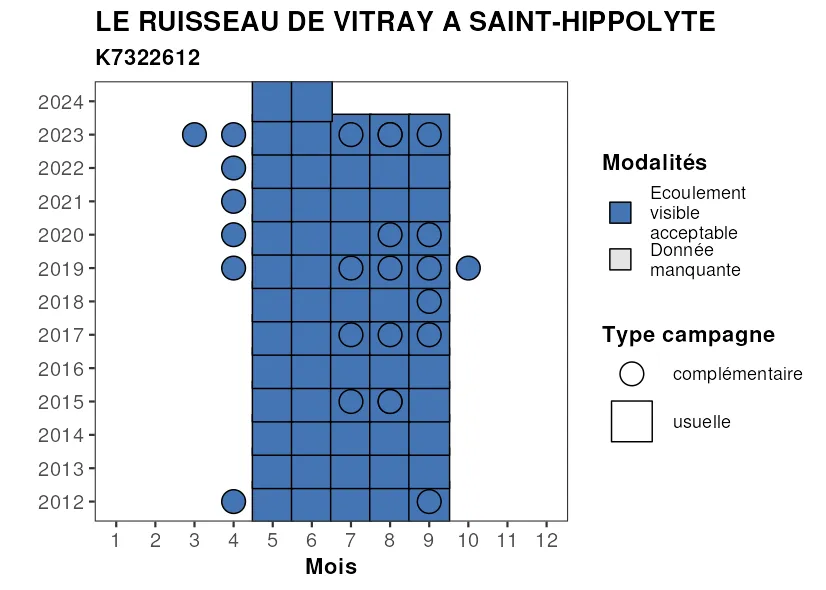 LE RUISSEAU DE VITRAY A SAINT-HIPPOLYTE
K7322612
2024
2023
2022
2021
2020
2019
2018
2017
2016
2015
2014
2013
2012
1 2 3 4 5 6 7 8 9 10 11 12
Mois
Modalités
Ecoulement
visible
acceptable
Donnée
manquante
Type campagne
complémentaire
usuelle